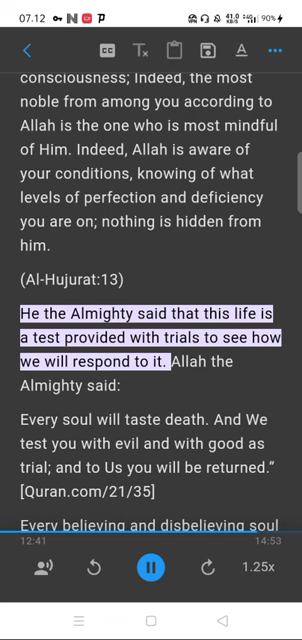 07.12
41.0
KB/S
90%
CC
consciousness; Indeed, the most
noble from among you according to
Allah is the one who is most mindful
of Him. Indeed, Allah is aware of
your conditions, knowing of what
levels of perfection and deficiency
you are on; nothing is hidden from
him.
(Al-Hujurat:13)
He the Almighty said that this life is
a test provided with trials to see how
we will respond to it. Allah the
Almighty said:
Every soul will taste death. And We
test you with evil and with good as
trial; and to Us you will be returned.”
[Quran.com/21/35]
Every believing and disbelieving soul
12:41
14:53
1.25x